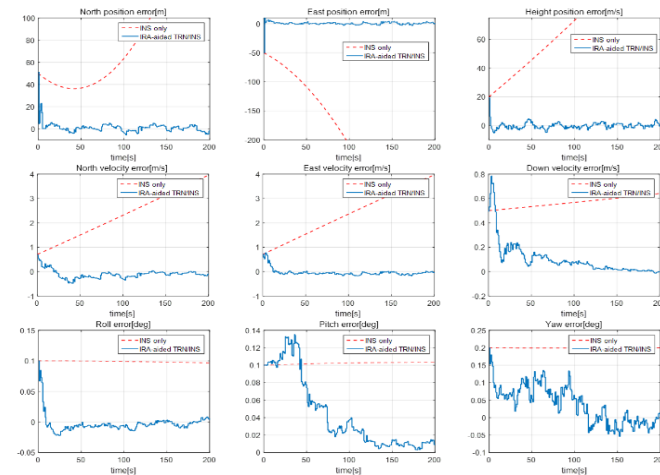 North position error[m]
100
80
60
40
20
0
INS only
IRA-aided TRN/INS
0 50 100 150 200
time[s]
East position error[m]
0
-50
-100
-150
-200
INS only
IRA-aided TRN/INS
0 50 100 150 200
time[s]
Height position error[m/s]
60
40
20
0
INS only
IRA-aided TRN/INS
0 50 100 150 200
time[s]
North velocity error[m/s]
4
3
2
1
0
-1
INS only
IRA-aided TRN/INS
0 50 100 150 200
time[s]
East velocity error[m/s]
4
3
2
1
0
-1
INS only
IRA-aided TRN/INS
0 50 100 150 200
time[s]
Down velocity error[m/s]
0.8
0.6
0.4
0.2
0
0.2
INS only
IRA-aided TRN/INS
0 50 100 150 200
time[s]
Roll error[deg]
0.15
0.1
0.05
0
-0.05
INS only
IRA-aided TRN/INS
0 50 100 150 200
time[s]
Pitch error[deg]
0.14
0.12
0.1
0.08
0.06
0.04
0.02
0
INS only
IRA-aided TRN/INS
0 50 100 150 200
time[s]
Yaw error[deg]
0.25
0.2
0.15
0.1
0.05
0
-0.05
-0.1
INS only
IRA-aided TRN/INS
0 50 100 150 200
time[s]